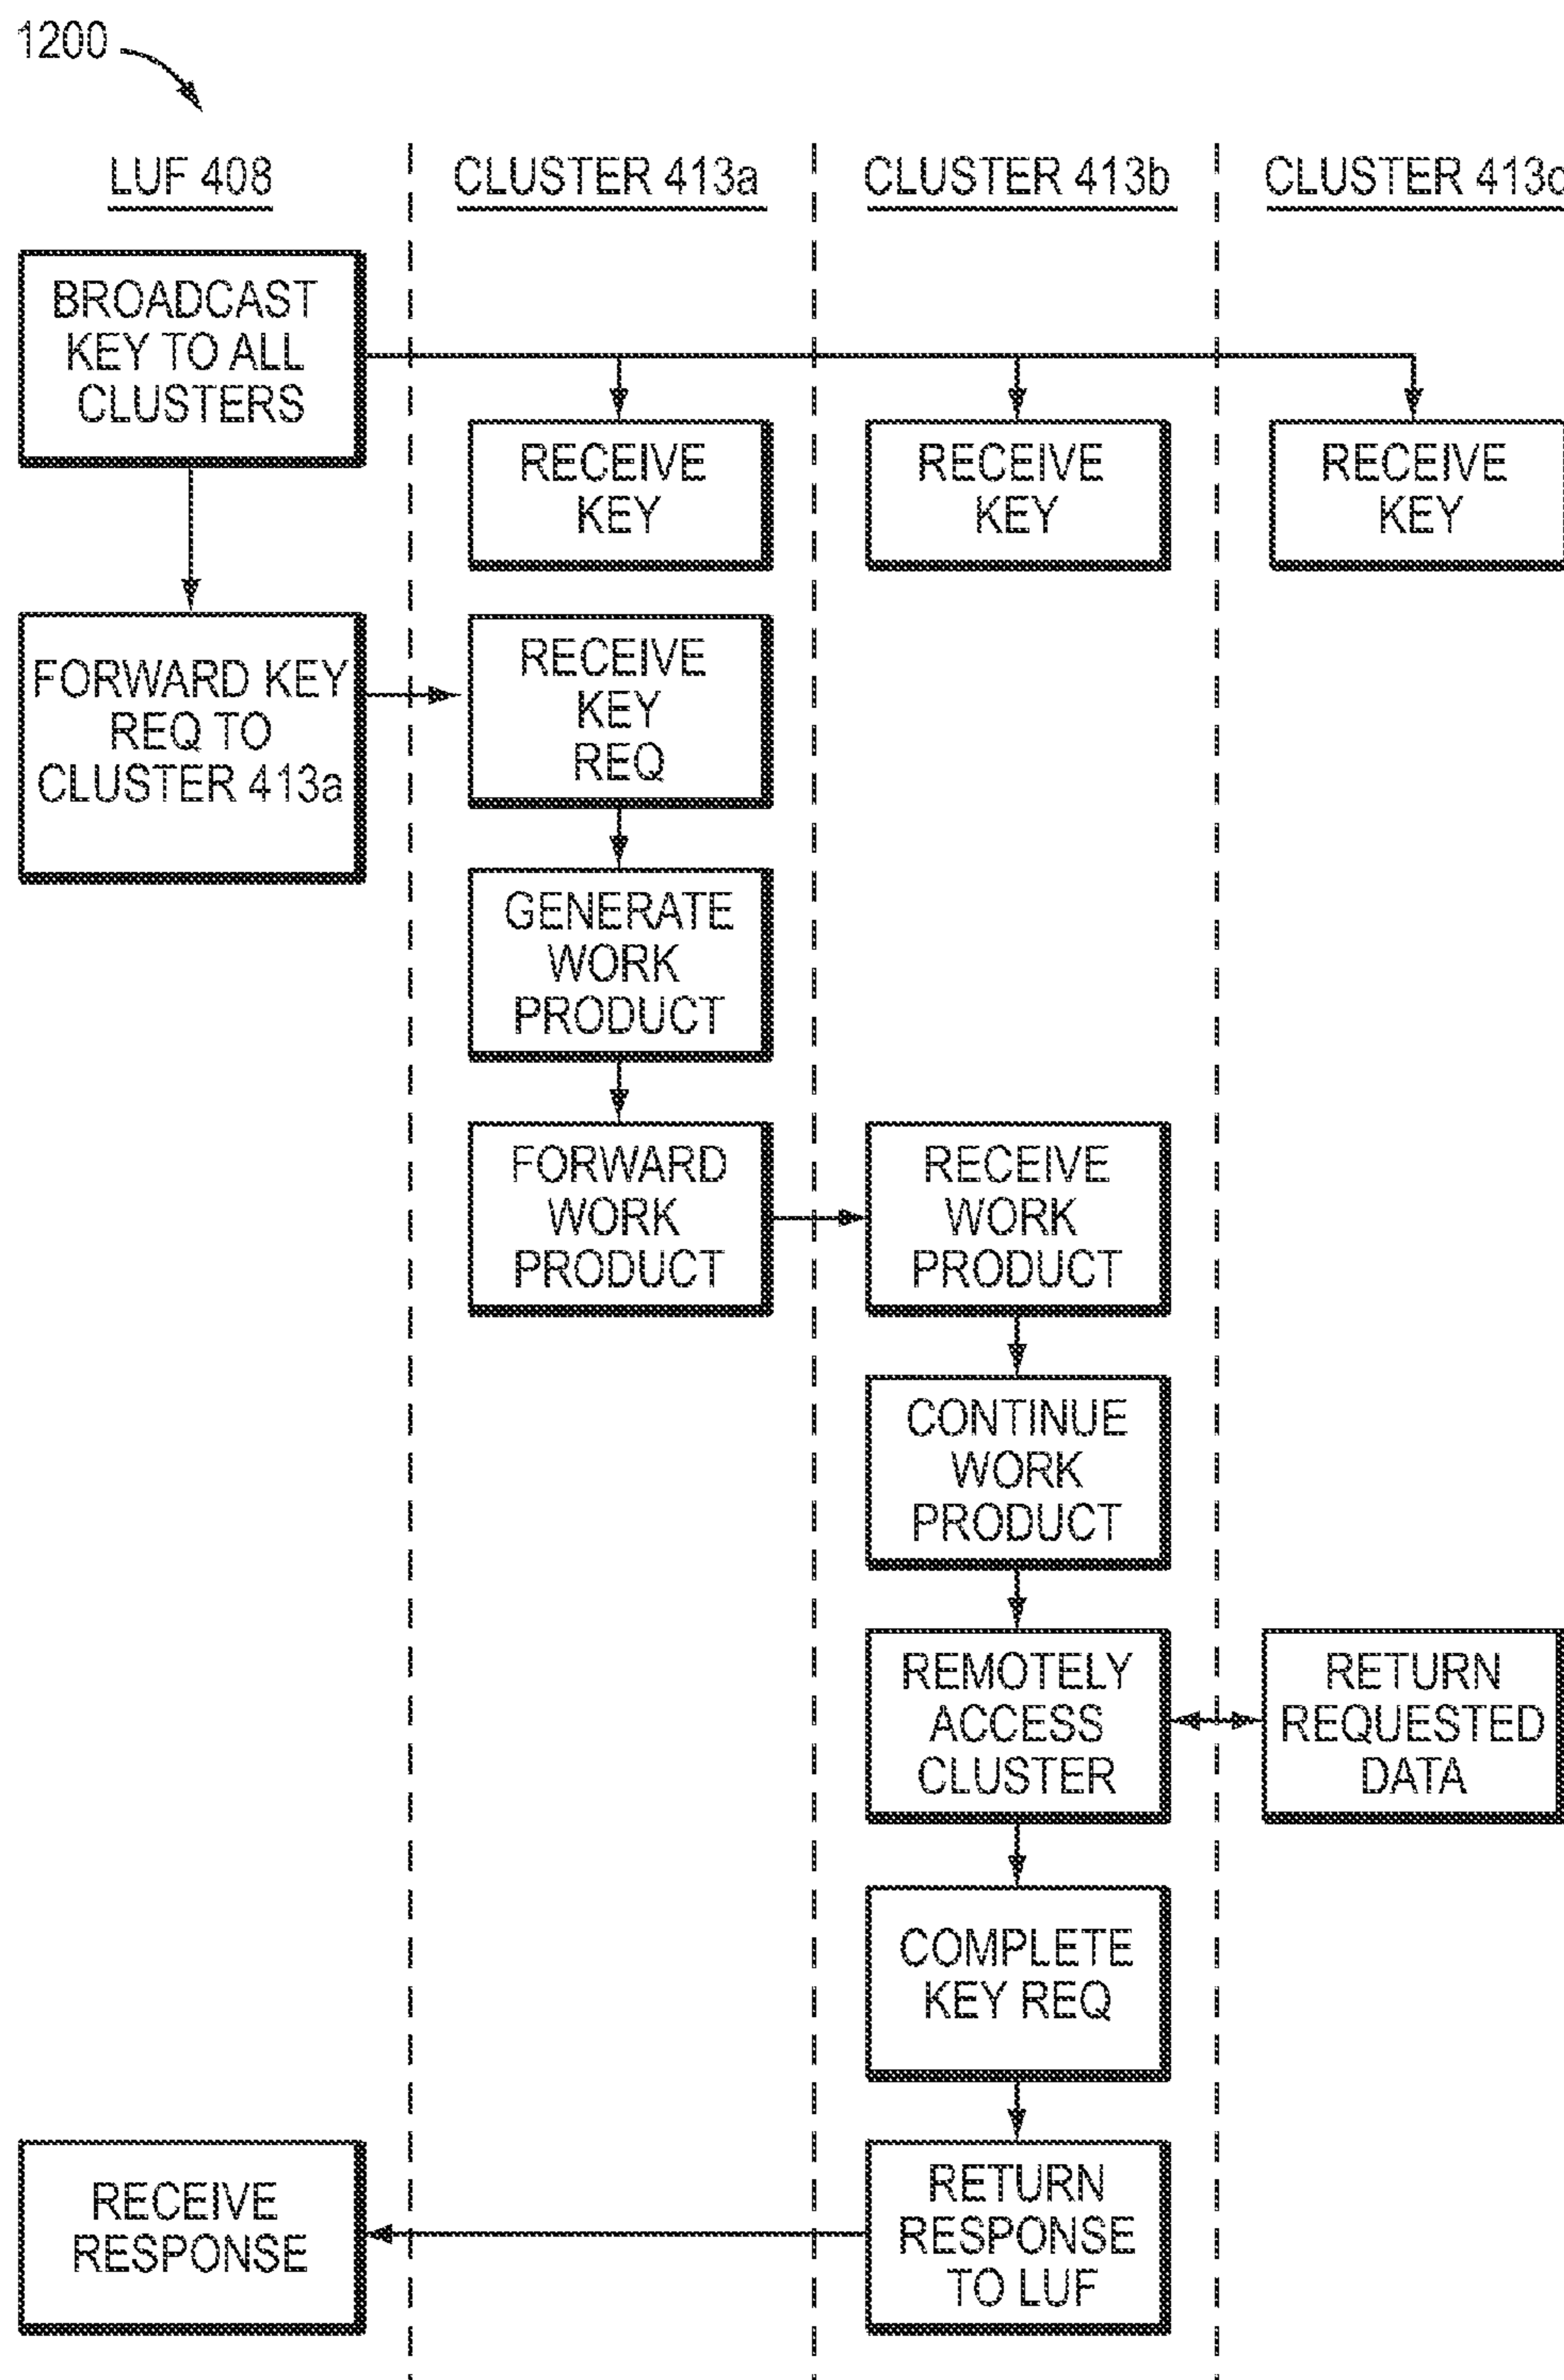 1200
LUF 408
CLUSTER 413a
CLUSTER 413b
CLUSTER 413c
BROADCAST
KEY TO ALL
CLUSTERS
RECEIVE
KEY
RECEIVE
KEY
RECEIVE
KEY
FORWARD KEY
REQ TO
CLUSTER 413a
RECEIVE
KEY
REQ
GENERATE
WORK
PRODUCT
FORWARD
WORK
PRODUCT
RECEIVE
WORK
PRODUCT
CONTINUE
WORK
PRODUCT
REMOTELY
ACCESS
CLUSTER
RETURN
REQUESTED
DATA
COMPLETE
KEY REQ
RETURN
RESPONSE
TO LUF
RECEIVE
RESPONSE